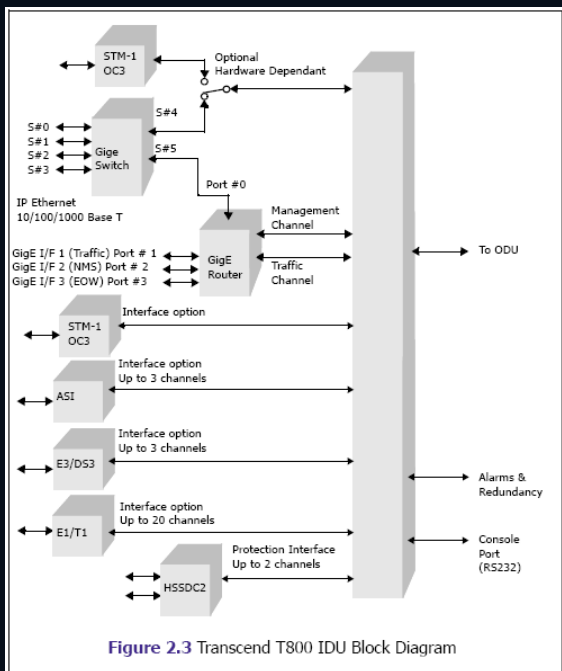 STM-1
OC3
Optional
Hardware Dependant
S#4
S#0
S#1
S#2
S#3
Gige
Switch
S#5
IP Ethernet
10/100/1000 Base T
Port #0
Management
Channel
GigE I/F 1 (Traffic) Port # 1
GigE I/F 2 (NMS) Port # 2
GigE I/F 3 (EOW) Port #3
GigE
Router
Traffic
Channel
To ODU
STM-1
OC3
Interface option
ASI
Interface option
Up to 3 channels
E3/DS3
Interface option
Up to 3 channels
Alarms &
Redundancy
E1/T1
Interface option
Up to 20 channels
Console
Port
(RS232)
HSSDC2
Protection Interface
Up to 2 channels
Figure 2.3 Transcend T800 IDU Block Diagram